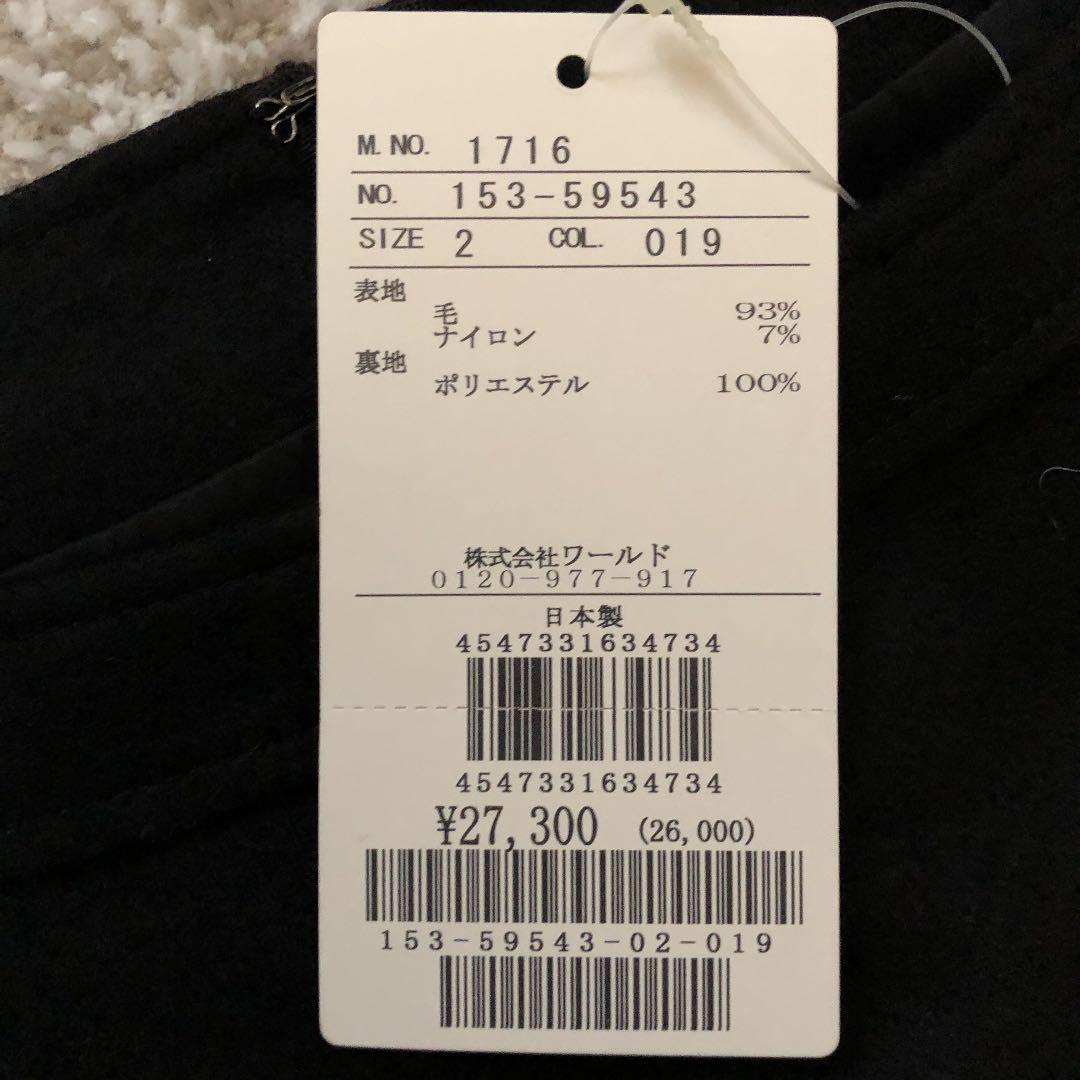 M. NO. 1716
NO. 153-59543
SIZE 2 COL. 019
表地
毛 93%
ナイロン 7%
裏地
ポリエステル 100%
株式会社ワールド
0120-977-917
日本製
4547331634734
4547331634734
¥27,300 (26,000)
153-59543-02-019